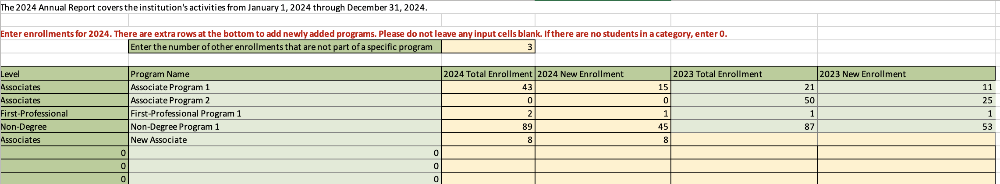 The 2024 Annual Report covers the institution's activities from January 1, 2024 through December 31, 2024.
Enter enrollments for 2024. There are extra rows at the bottom to add newly added programs. Please do not leave any input cells blank. If there are no students in a category, enter 0.
Enter the number of other enrollments that are not part of a specific program 3
Level Program Name 2024 Total Enrollment 2024 New Enrollment 2023 Total Enrollment 2023 New Enrollment
Associates Associate Program 1 43 15 21 11
Associates Associate Program 2 0 0 50 25
First-Professional First-Professional Program 1 2 1 1 1
Non-Degree Non-Degree Program 1 89 45 87 53
Associates New Associate 8 8
0 0
0 0
0 0